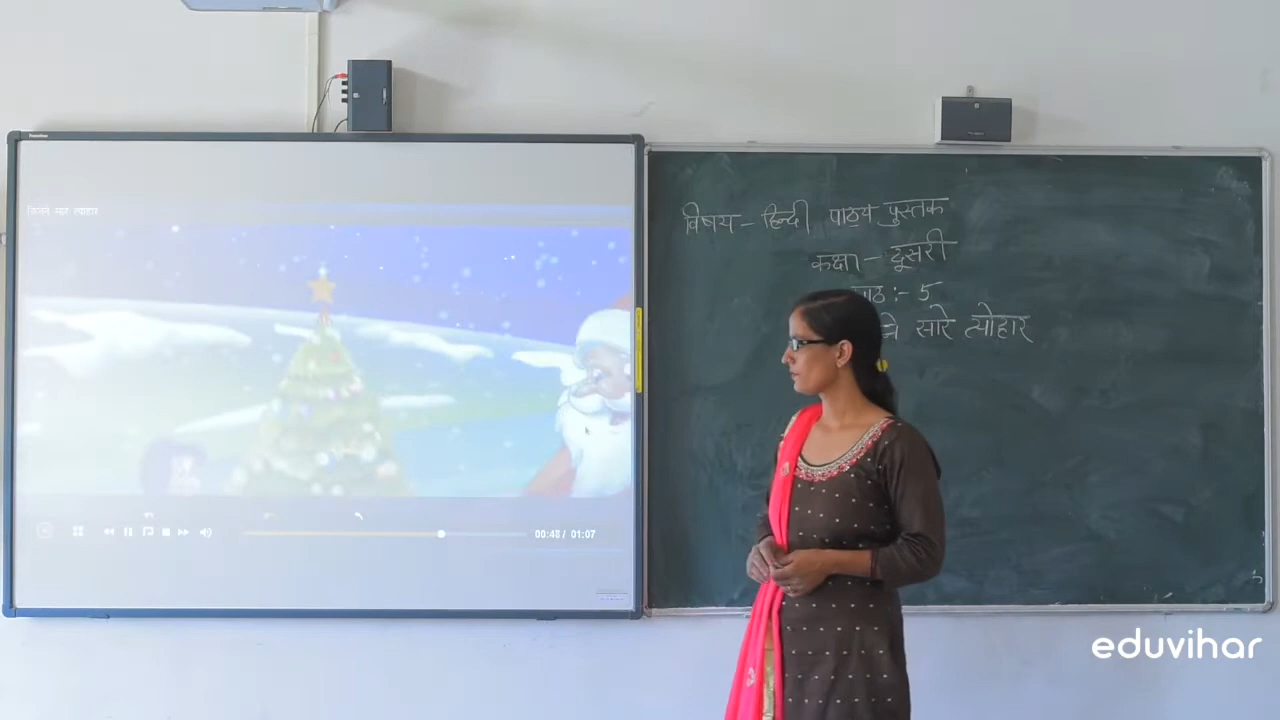 सारे त्योहार
00:48 / 01:07
विषय - हिन्दी पाठ्य पुस्तक
कक्षा - दूसरी
:- 5
सारे त्योहार
eduvihar